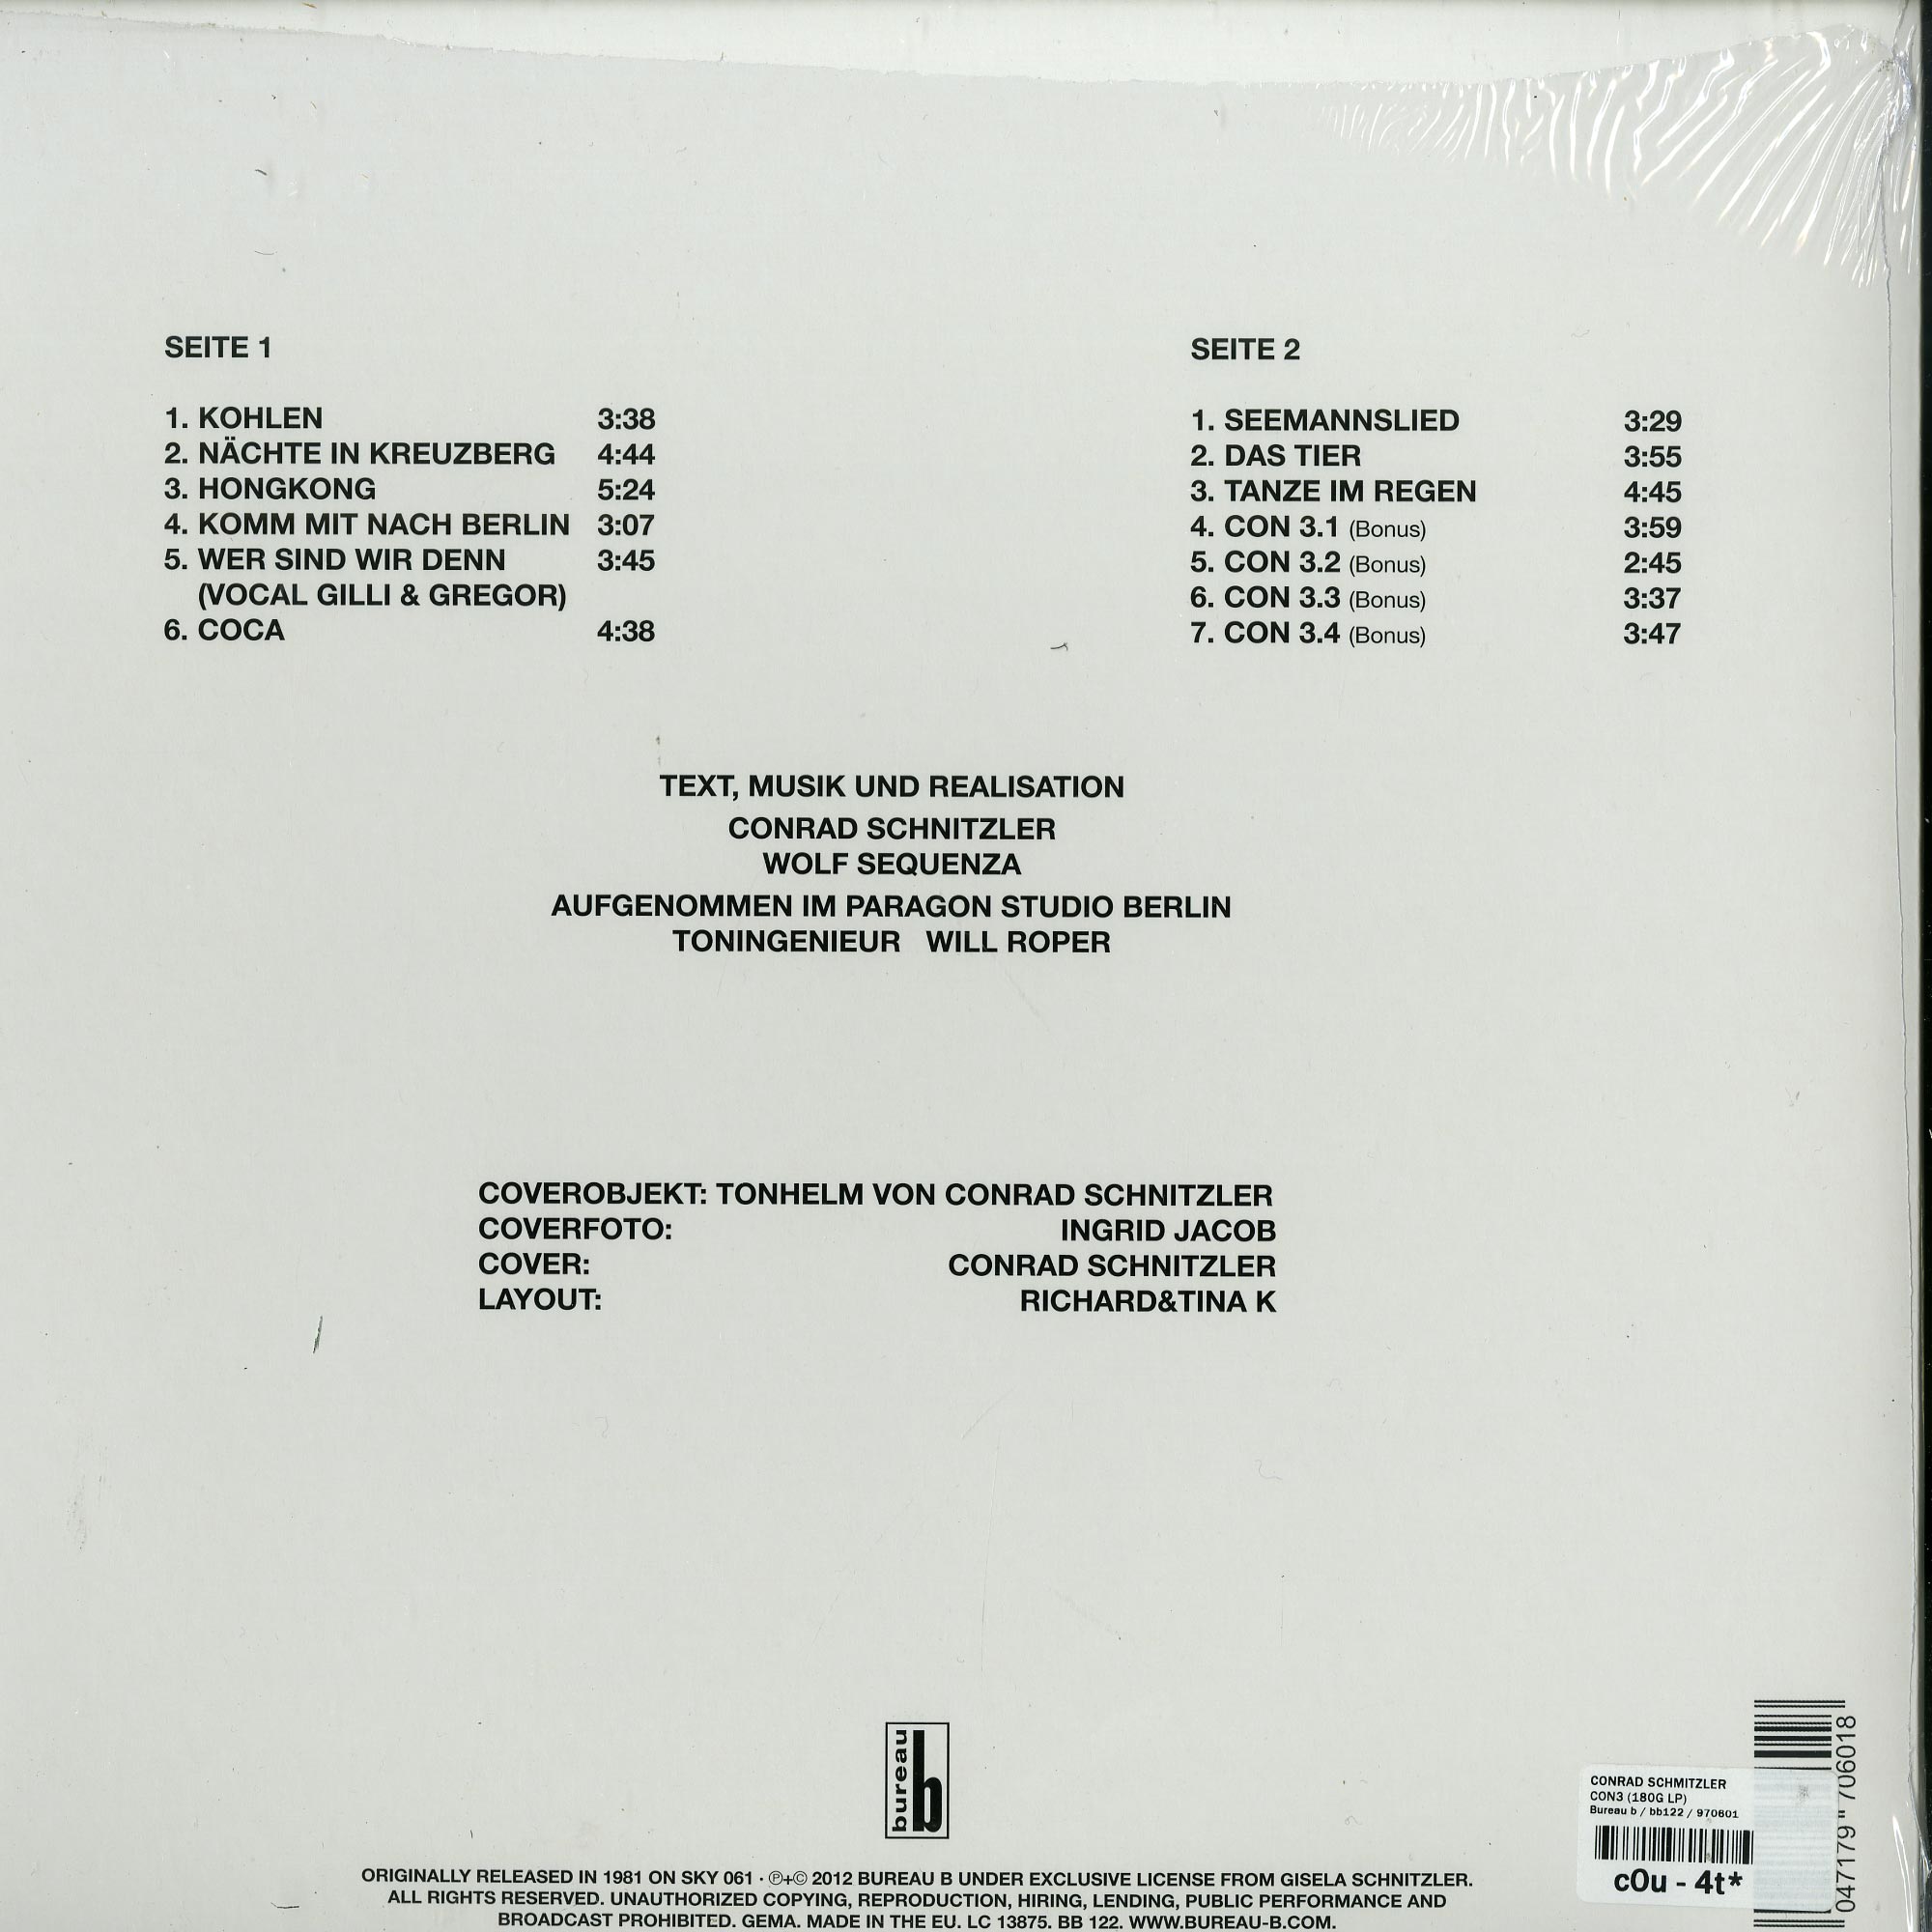 SEITE 1
1. KOHLEN 3:38
2. NÄCHTE IN KREUZBERG 4:44
3. HONGKONG 5:24
4. KOMM MIT NACH BERLIN 3:07
5. WER SIND WIR DENN 3:45
(VOCAL GILLI & GREGOR)
6. COCA 4:38
SEITE 2
1. SEEMANNSLIED 3:29
2. DAS TIER 3:55
3. TANZE IM REGEN 4:45
4. CON 3.1 (Bonus) 3:59
5. CON 3.2 (Bonus) 2:45
6. CON 3.3 (Bonus) 3:37
7. CON 3.4 (Bonus) 3:47
TEXT, MUSIK UND REALISATION
CONRAD SCHNITZLER
WOLF SEQUENZA
AUFGENOMMEN IM PARAGON STUDIO BERLIN
TONINGENIEUR WILL ROPER
COVEROBJEKT: TONHELM VON CONRAD SCHNITZLER
COVERFOTO: INGRID JACOB
COVER: CONRAD SCHNITZLER
LAYOUT: RICHARD&TINA K
bureau b
CONRAD SCHMITZLER
CON3 (180G LP)
Bureau b / bb122 / 970601
cOu - 4t*
047179 "706018
ORIGINALLY RELEASED IN 1981 ON SKY 061 · ℗+© 2012 BUREAU B UNDER EXCLUSIVE LICENSE FROM GISELA SCHNITZLER.
ALL RIGHTS RESERVED. UNAUTHORIZED COPYING, REPRODUCTION, HIRING, LENDING, PUBLIC PERFORMANCE AND
BROADCAST PROHIBITED. GEMA. MADE IN THE EU. LC 13875. BB 122. WWW.BUREAU-B.COM.